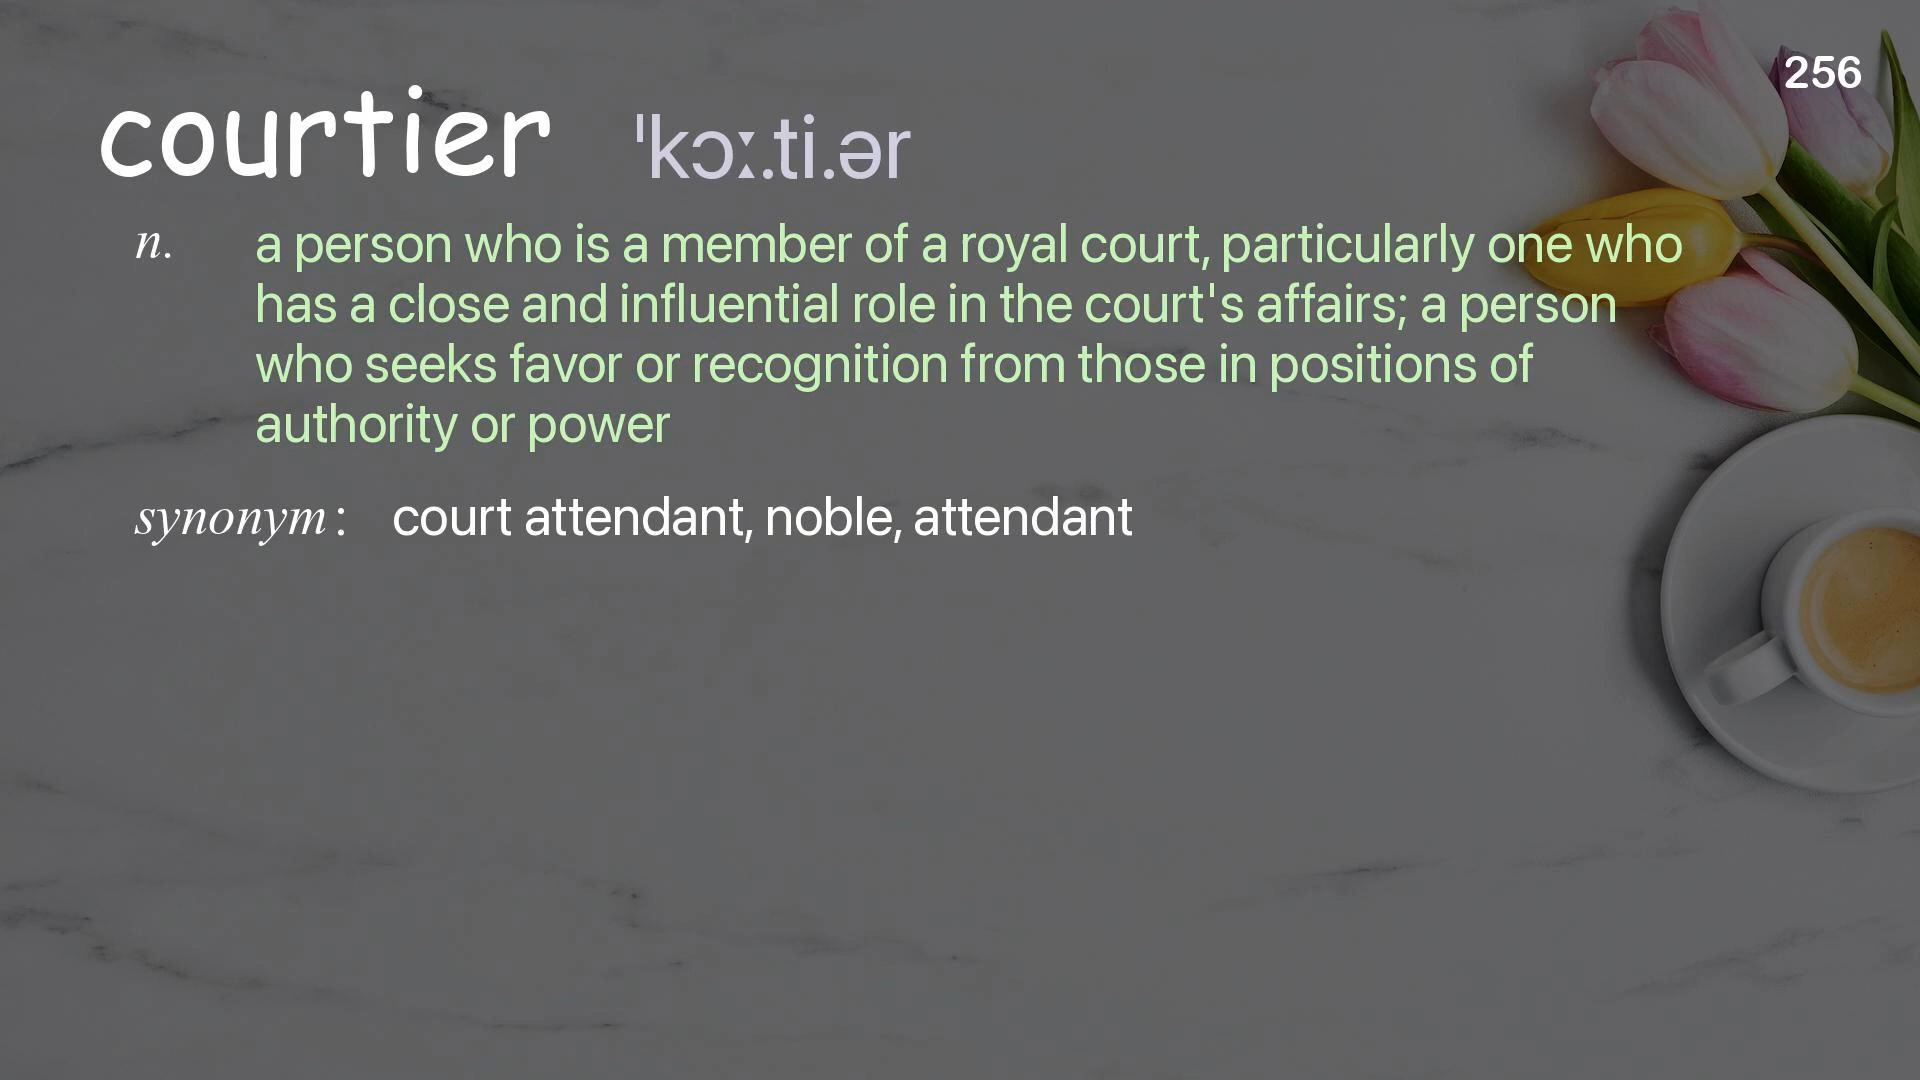 256
courtier ˈkɔː.ti.ər
n. a person who is a member of a royal court, particularly one who
has a close and influential role in the court's affairs; a person
who seeks favor or recognition from those in positions of
authority or power
synonym: court attendant, noble, attendant